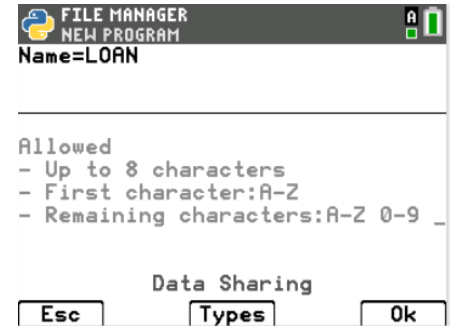 FILE MANAGER
NEW PROGRAM
A
Name=LOAN
Allowed
- Up to 8 characters
- First character:A-Z
- Remaining characters:A-Z 0-9 _
Data Sharing
Esc Types Ok